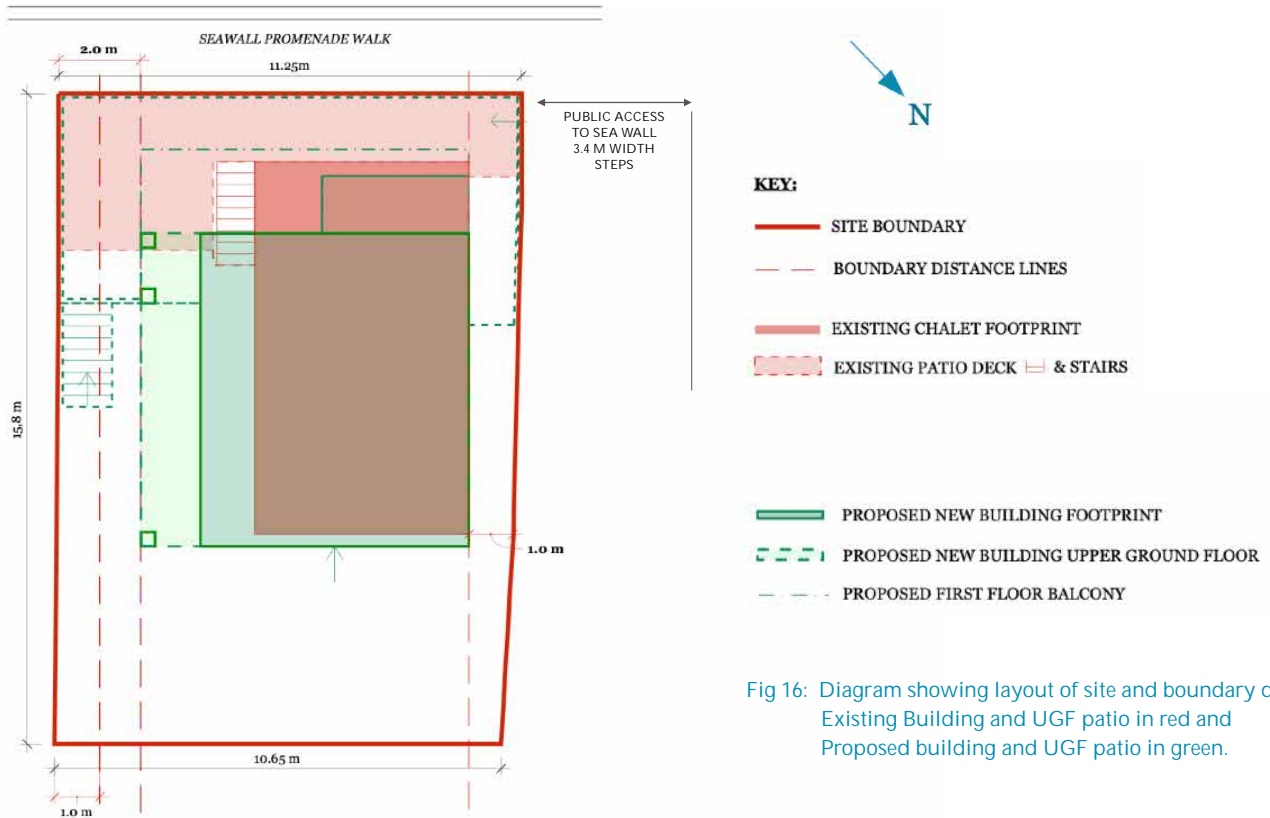 SEAWALL PROMENADE WALK
2.0 m
11.25m
PUBLIC ACCESS
TO SEA WALL
3.4 M WIDTH
STEPS
15.8 m
1.0 m
10.65 m
1.0 m
N
KEY:
SITE BOUNDARY
BOUNDARY DISTANCE LINES
EXISTING CHALET FOOTPRINT
EXISTING PATIO DECK & STAIRS
PROPOSED NEW BUILDING FOOTPRINT
PROPOSED NEW BUILDING UPPER GROUND FLOOR
PROPOSED FIRST FLOOR BALCONY
Fig 16: Diagram showing layout of site and boundary
Existing Building and UGF patio in red and
Proposed building and UGF patio in green.